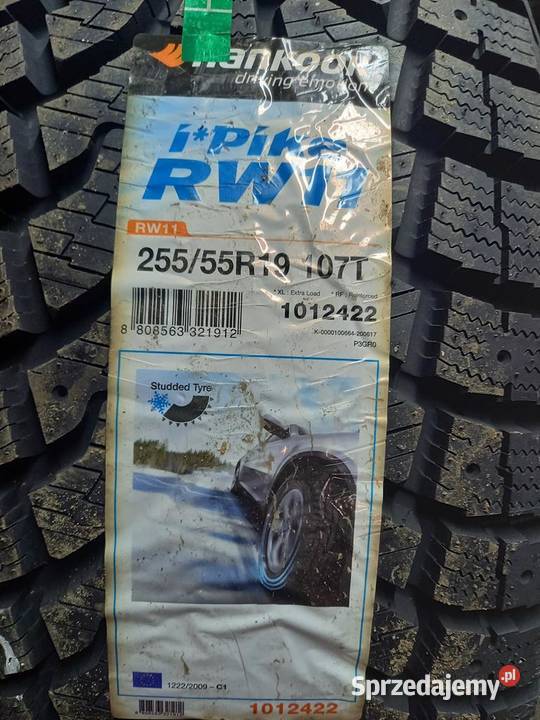 Hankook
driving emotion
i*Pike
RW11
RW11
255/55R19 107T
* XL : Extra Load * RF : Reinforced
1012422
8 808563 321912
K-0000100664-200617
P3GR0
Studded Tyre
1222/2009 - C1
1012422
Sprzedajemy.pl